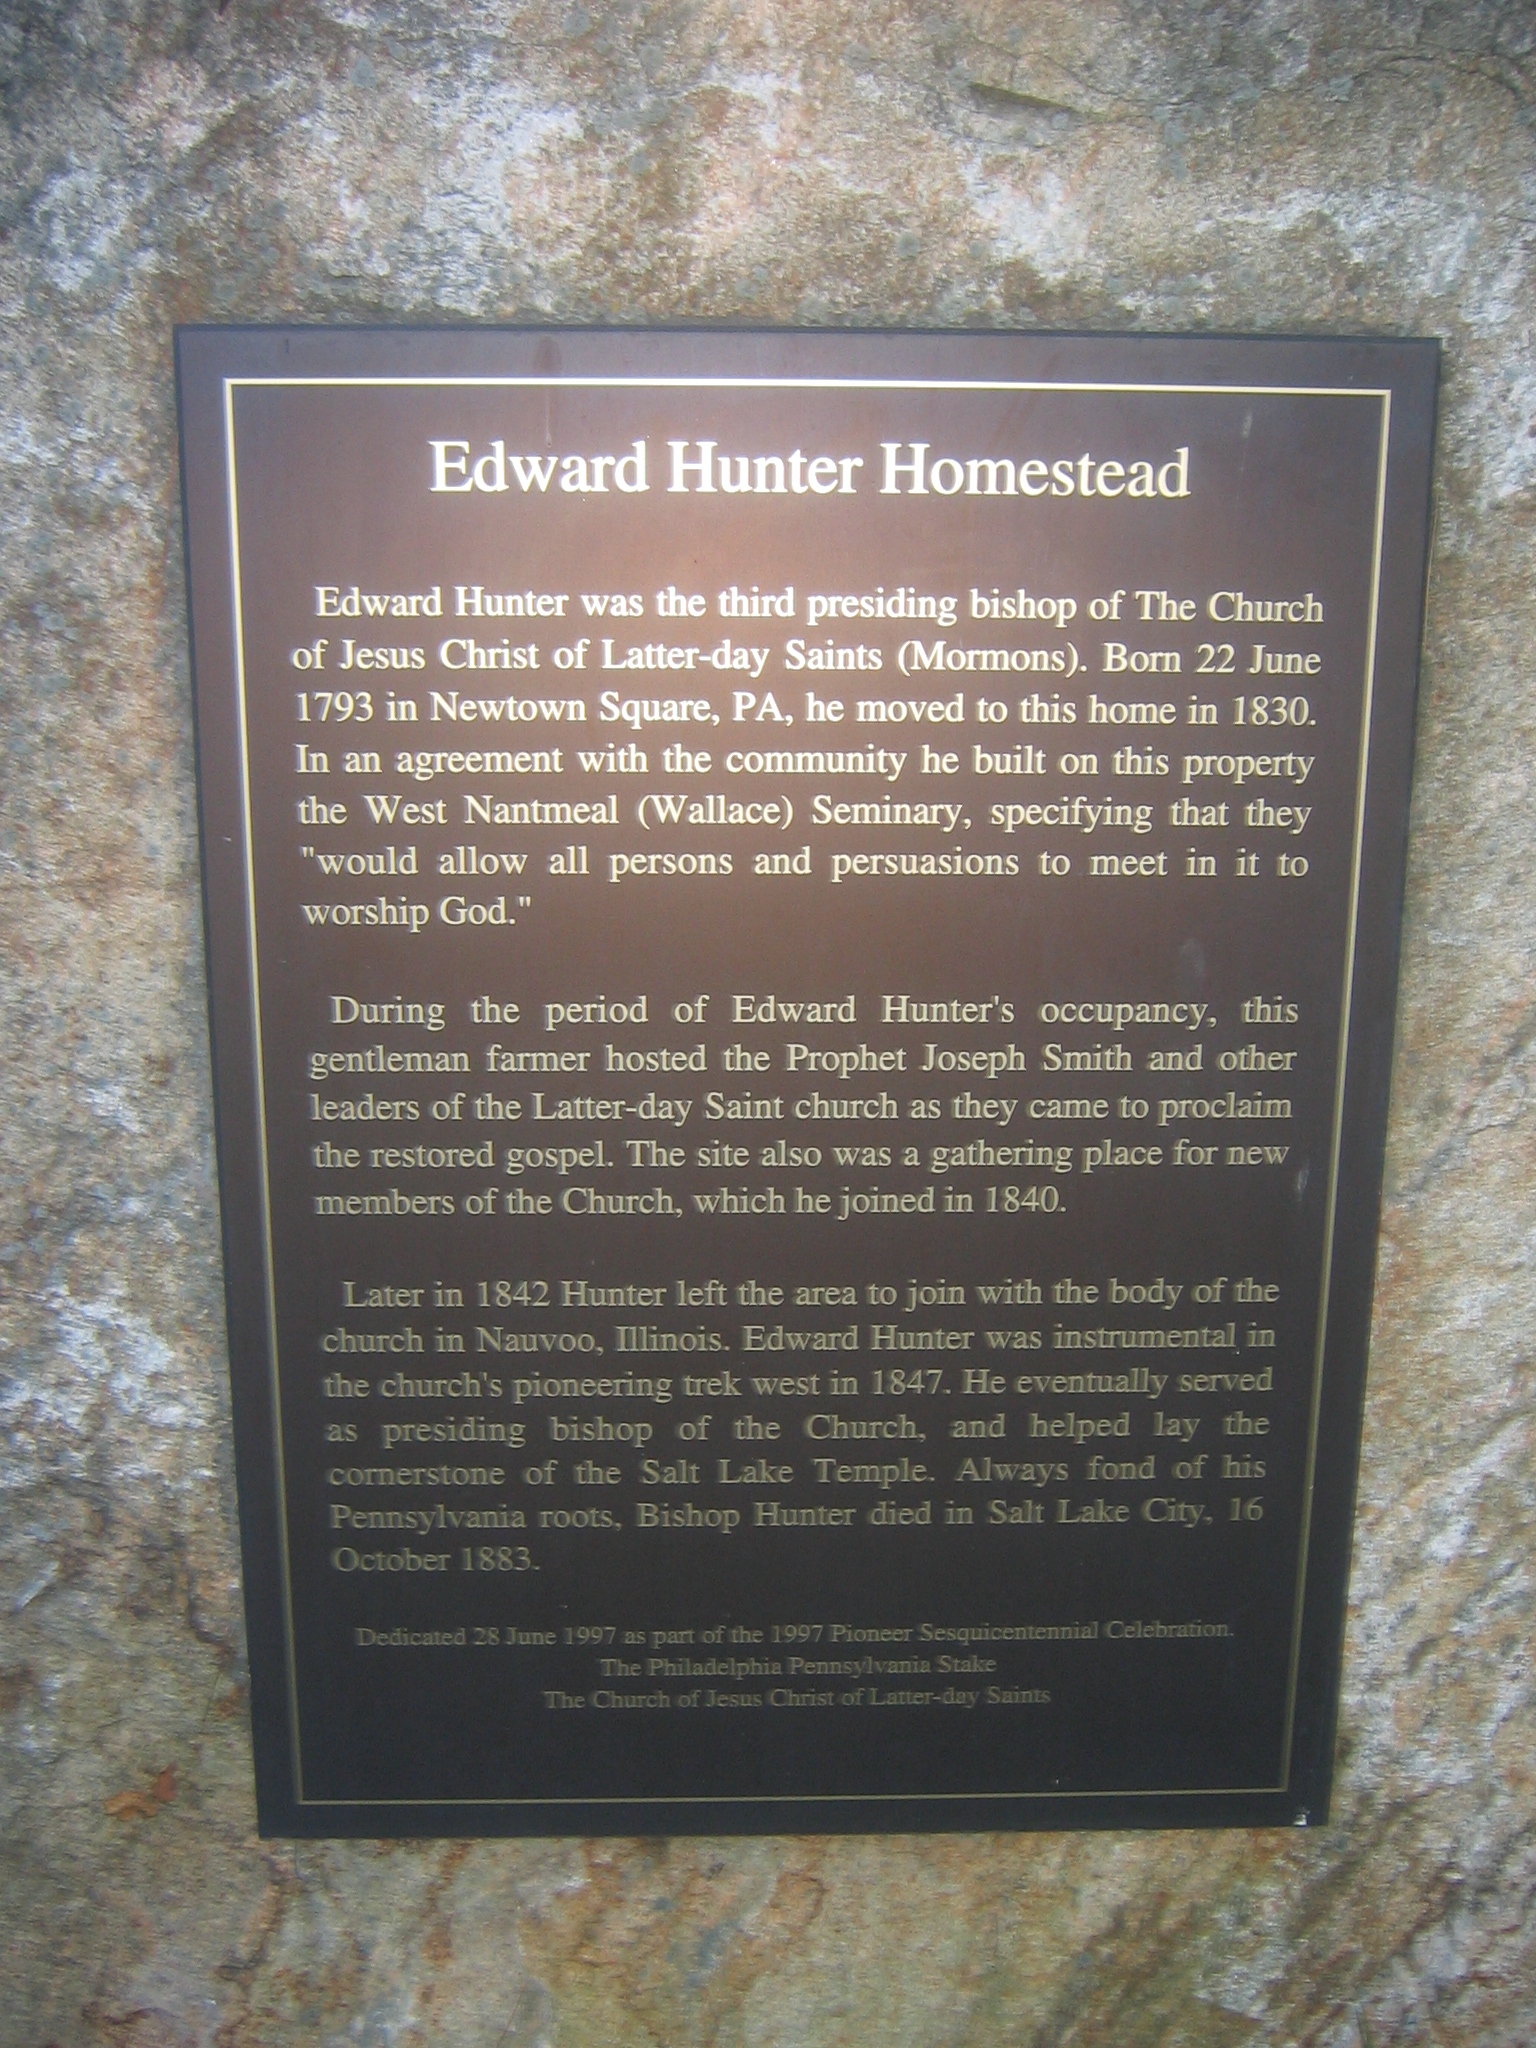 Edward Hunter Homestead
Edward Hunter was the third presiding bishop of The Church
of Jesus Christ of Latter-day Saints (Mormons). Born 22 June
1793 in Newtown Square, PA, he moved to this home in 1830.
In an agreement with the community he built on this property
the West Nantmeal (Wallace) Seminary, specifying that they
"would allow all persons and persuasions to meet in it to
worship God."
During the period of Edward Hunter's occupancy, this
gentleman farmer hosted the Prophet Joseph Smith and other
leaders of the Latter-day Saint church as they came to proclaim
the restored gospel. The site also was a gathering place for new
members of the Church, which he joined in 1840.
Later in 1842 Hunter left the area to join with the body of the
church in Nauvoo, Illinois. Edward Hunter was instrumental in
the church's pioneering trek west in 1847. He eventually served
as presiding bishop of the Church, and helped lay the
cornerstone of the Salt Lake Temple. Always fond of his
Pennsylvania roots, Bishop Hunter died in Salt Lake City, 16
October 1883.
Dedicated 28 June 1997 as part of the 1997 Pioneer Sesquicentennial Celebration.
The Philadelphia Pennsylvania Stake
The Church of Jesus Christ of Latter-day Saints